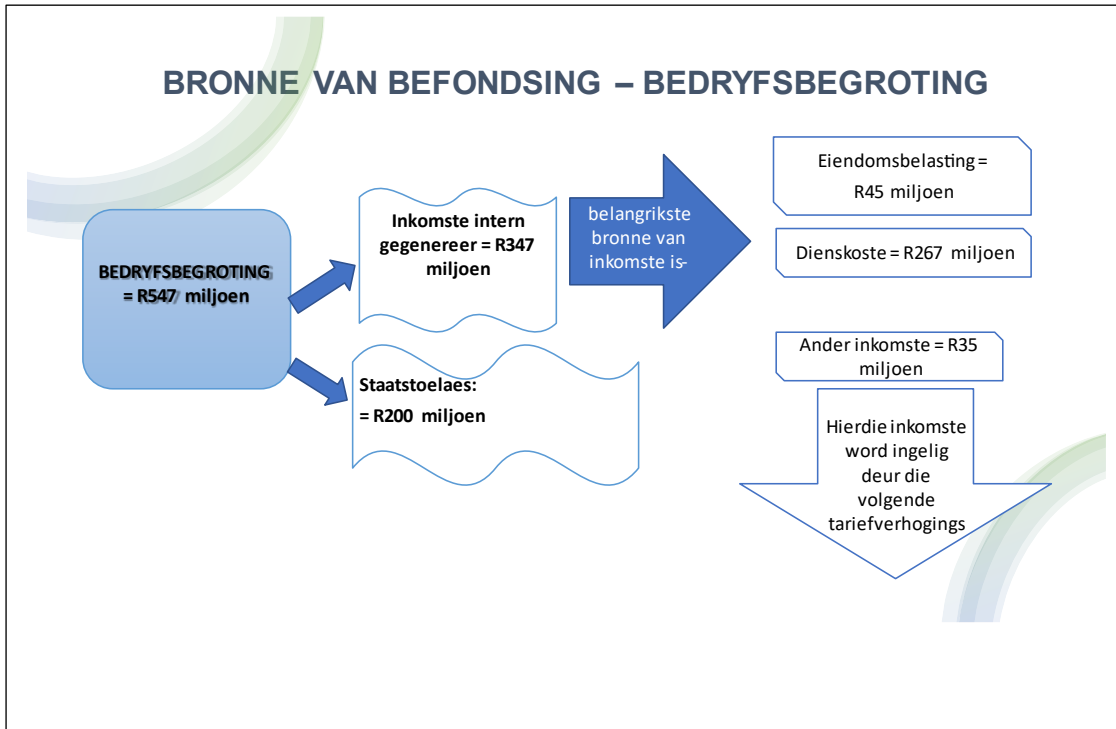 BRONNE VAN BEFONDSING – BEDRYFSBEGROTING
BEDRYFSBEGROTING
= R547 miljoen
Inkomste intern
gegenereer = R347
miljoen
Staatstoelaes:
= R200 miljoen
belangrikste
bronne van
inkomste is-
Eiendomsbelasting =
R45 miljoen
Dienskoste = R267 miljoen
Ander inkomste = R35
miljoen
Hierdie inkomste
word ingelig
deur die
volgende
tariefverhogings